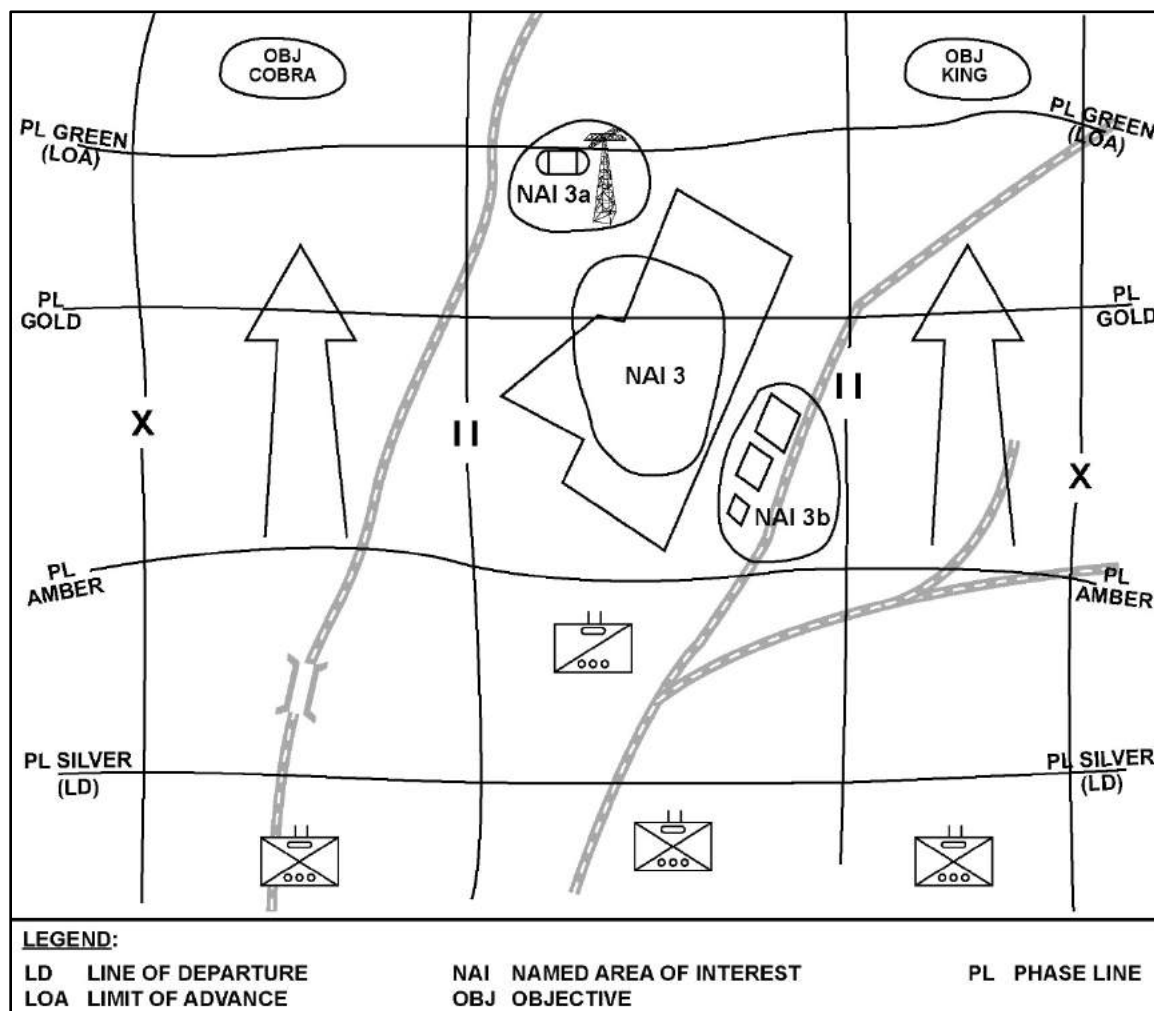 OBJ
COBRA
OBJ
KING
PL GREEN
(LOA)
PL GREEN
(LOA)
NAI 3a
PL
GOLD
PL
GOLD
NAI 3
X
II
II
X
NAI 3b
PL
AMBER
PL
AMBER
PL SILVER
(LD)
PL SILVER
(LD)
LEGEND:
LD LINE OF DEPARTURE NAI NAMED AREA OF INTEREST PL PHASE LINE
LOA LIMIT OF ADVANCE OBJ OBJECTIVE